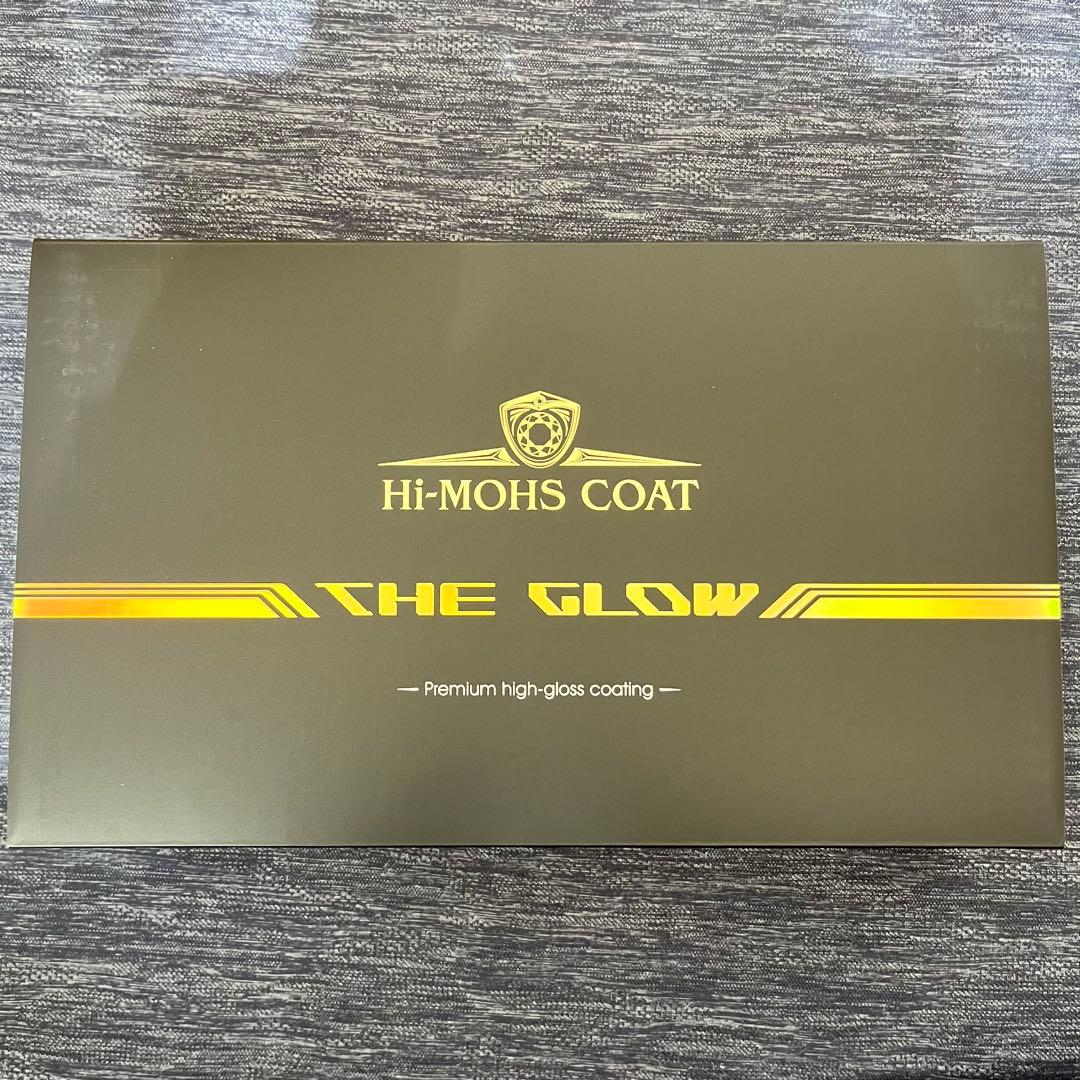 Hi-MOHS COAT
THE GLOW
Premium high-gloss coating